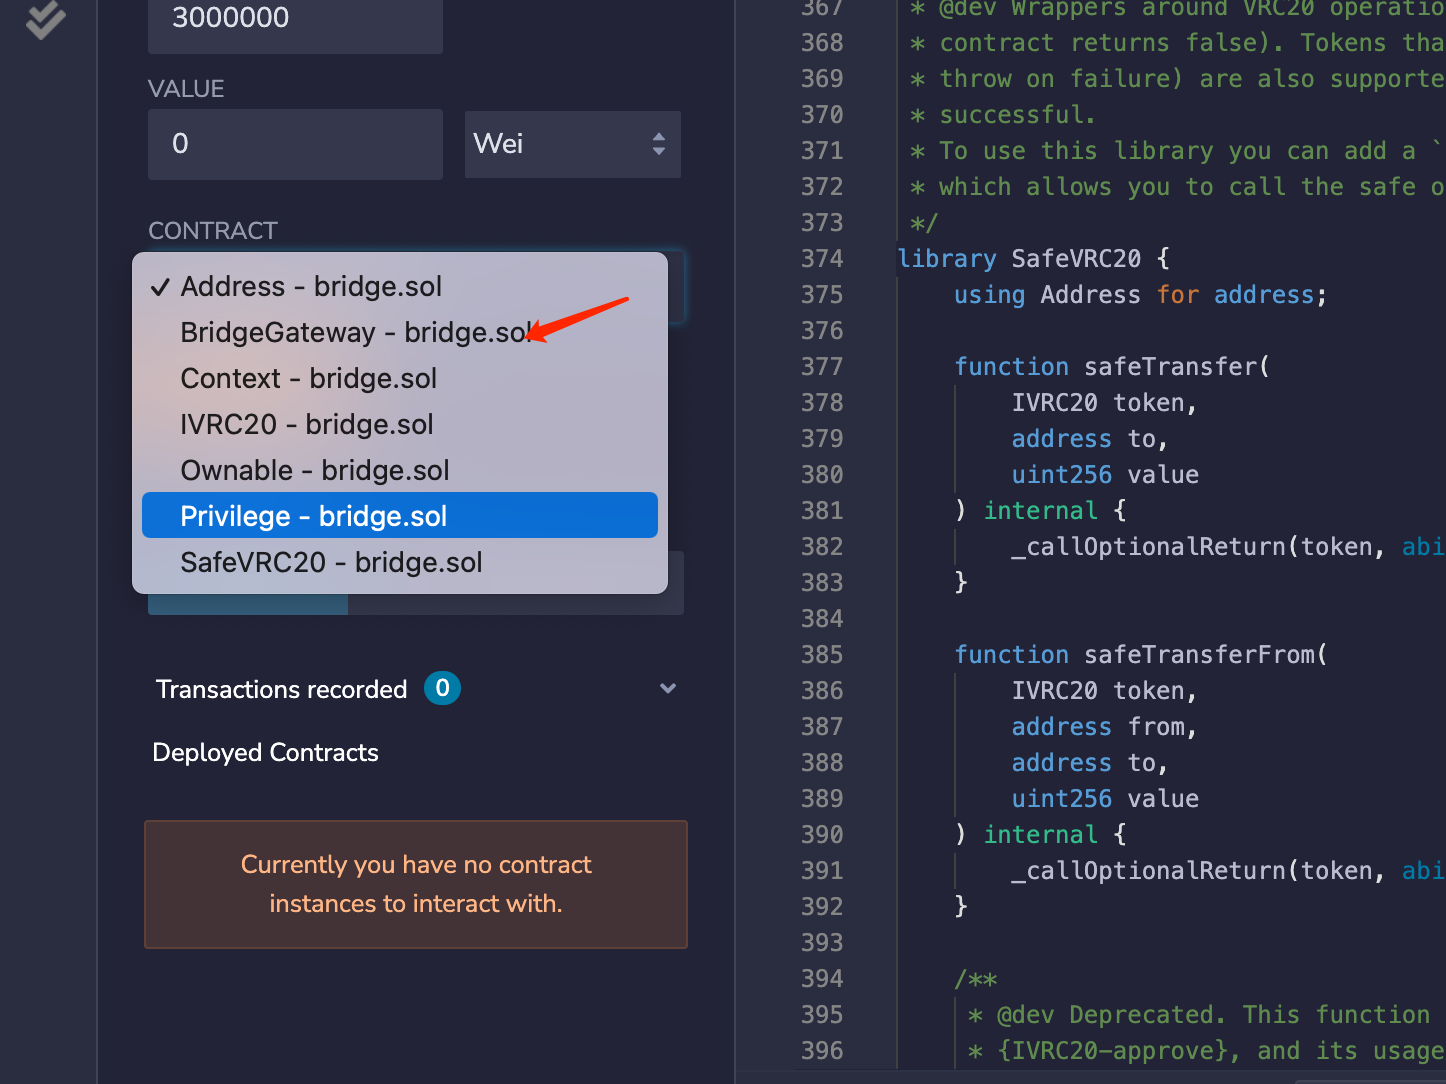 3000000
VALUE
0
Wei
CONTRACT
✓ Address - bridge.sol
BridgeGateway - bridge.sol
Context - bridge.sol
IVRC20 - bridge.sol
Ownable - bridge.sol
Privilege - bridge.sol
SafeVRC20 - bridge.sol
Transactions recorded 0
Deployed Contracts
Currently you have no contract
instances to interact with.
367 * @dev Wrappers around VRC20 operatio
368 * contract returns false). Tokens tha
369 * throw on failure) are also supporte
370 * successful.
371 * To use this library you can add a `
372 * which allows you to call the safe o
373 */
374 library SafeVRC20 {
375 using Address for address;
376
377 function safeTransfer(
378 IVRC20 token,
379 address to,
380 uint256 value
381 ) internal {
382 _callOptionalReturn(token, abi
383 }
384
385 function safeTransferFrom(
386 IVRC20 token,
387 address from,
388 address to,
389 uint256 value
390 ) internal {
391 _callOptionalReturn(token, abi
392 }
393
394 /**
395 * @dev Deprecated. This function
396 * {IVRC20-approve}, and its usage